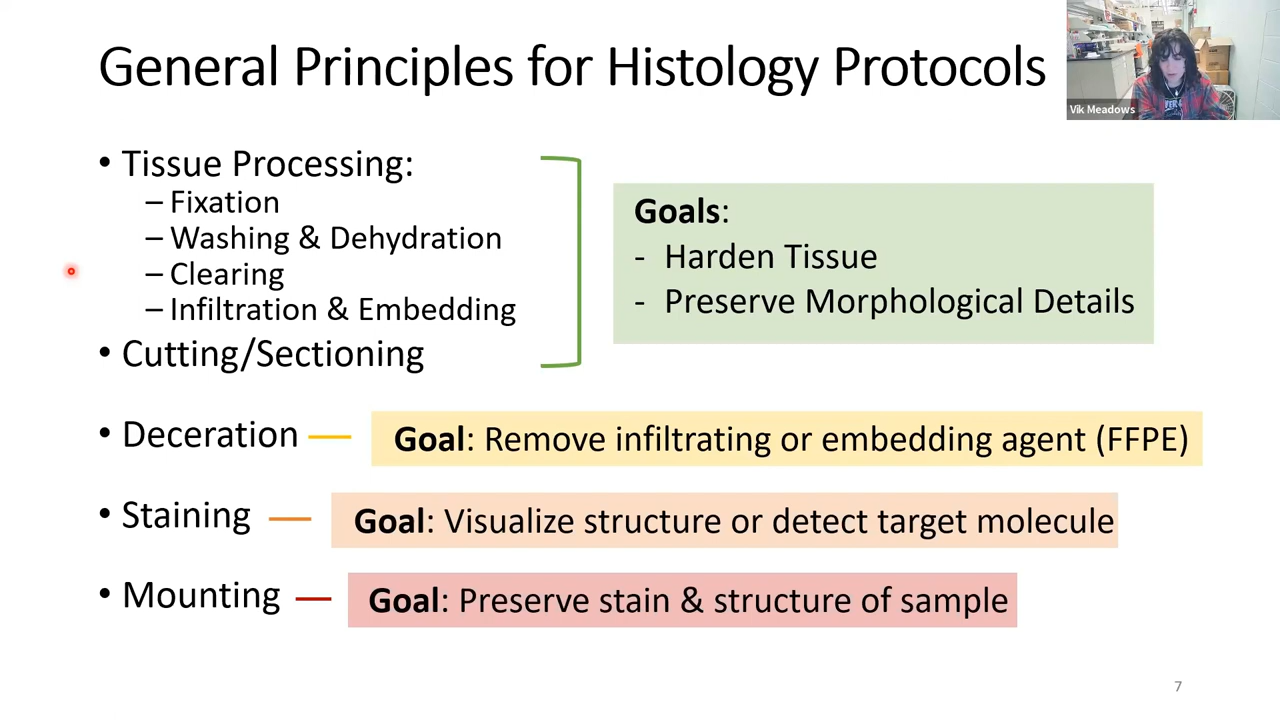 General Principles for Histology Protocols
Vik Meadows
• Tissue Processing:
– Fixation
– Washing & Dehydration
– Clearing
– Infiltration & Embedding
• Cutting/Sectioning
Goals:
- Harden Tissue
- Preserve Morphological Details
• Deceration
Goal: Remove infiltrating or embedding agent (FFPE)
• Staining
Goal: Visualize structure or detect target molecule
• Mounting
Goal: Preserve stain & structure of sample
7